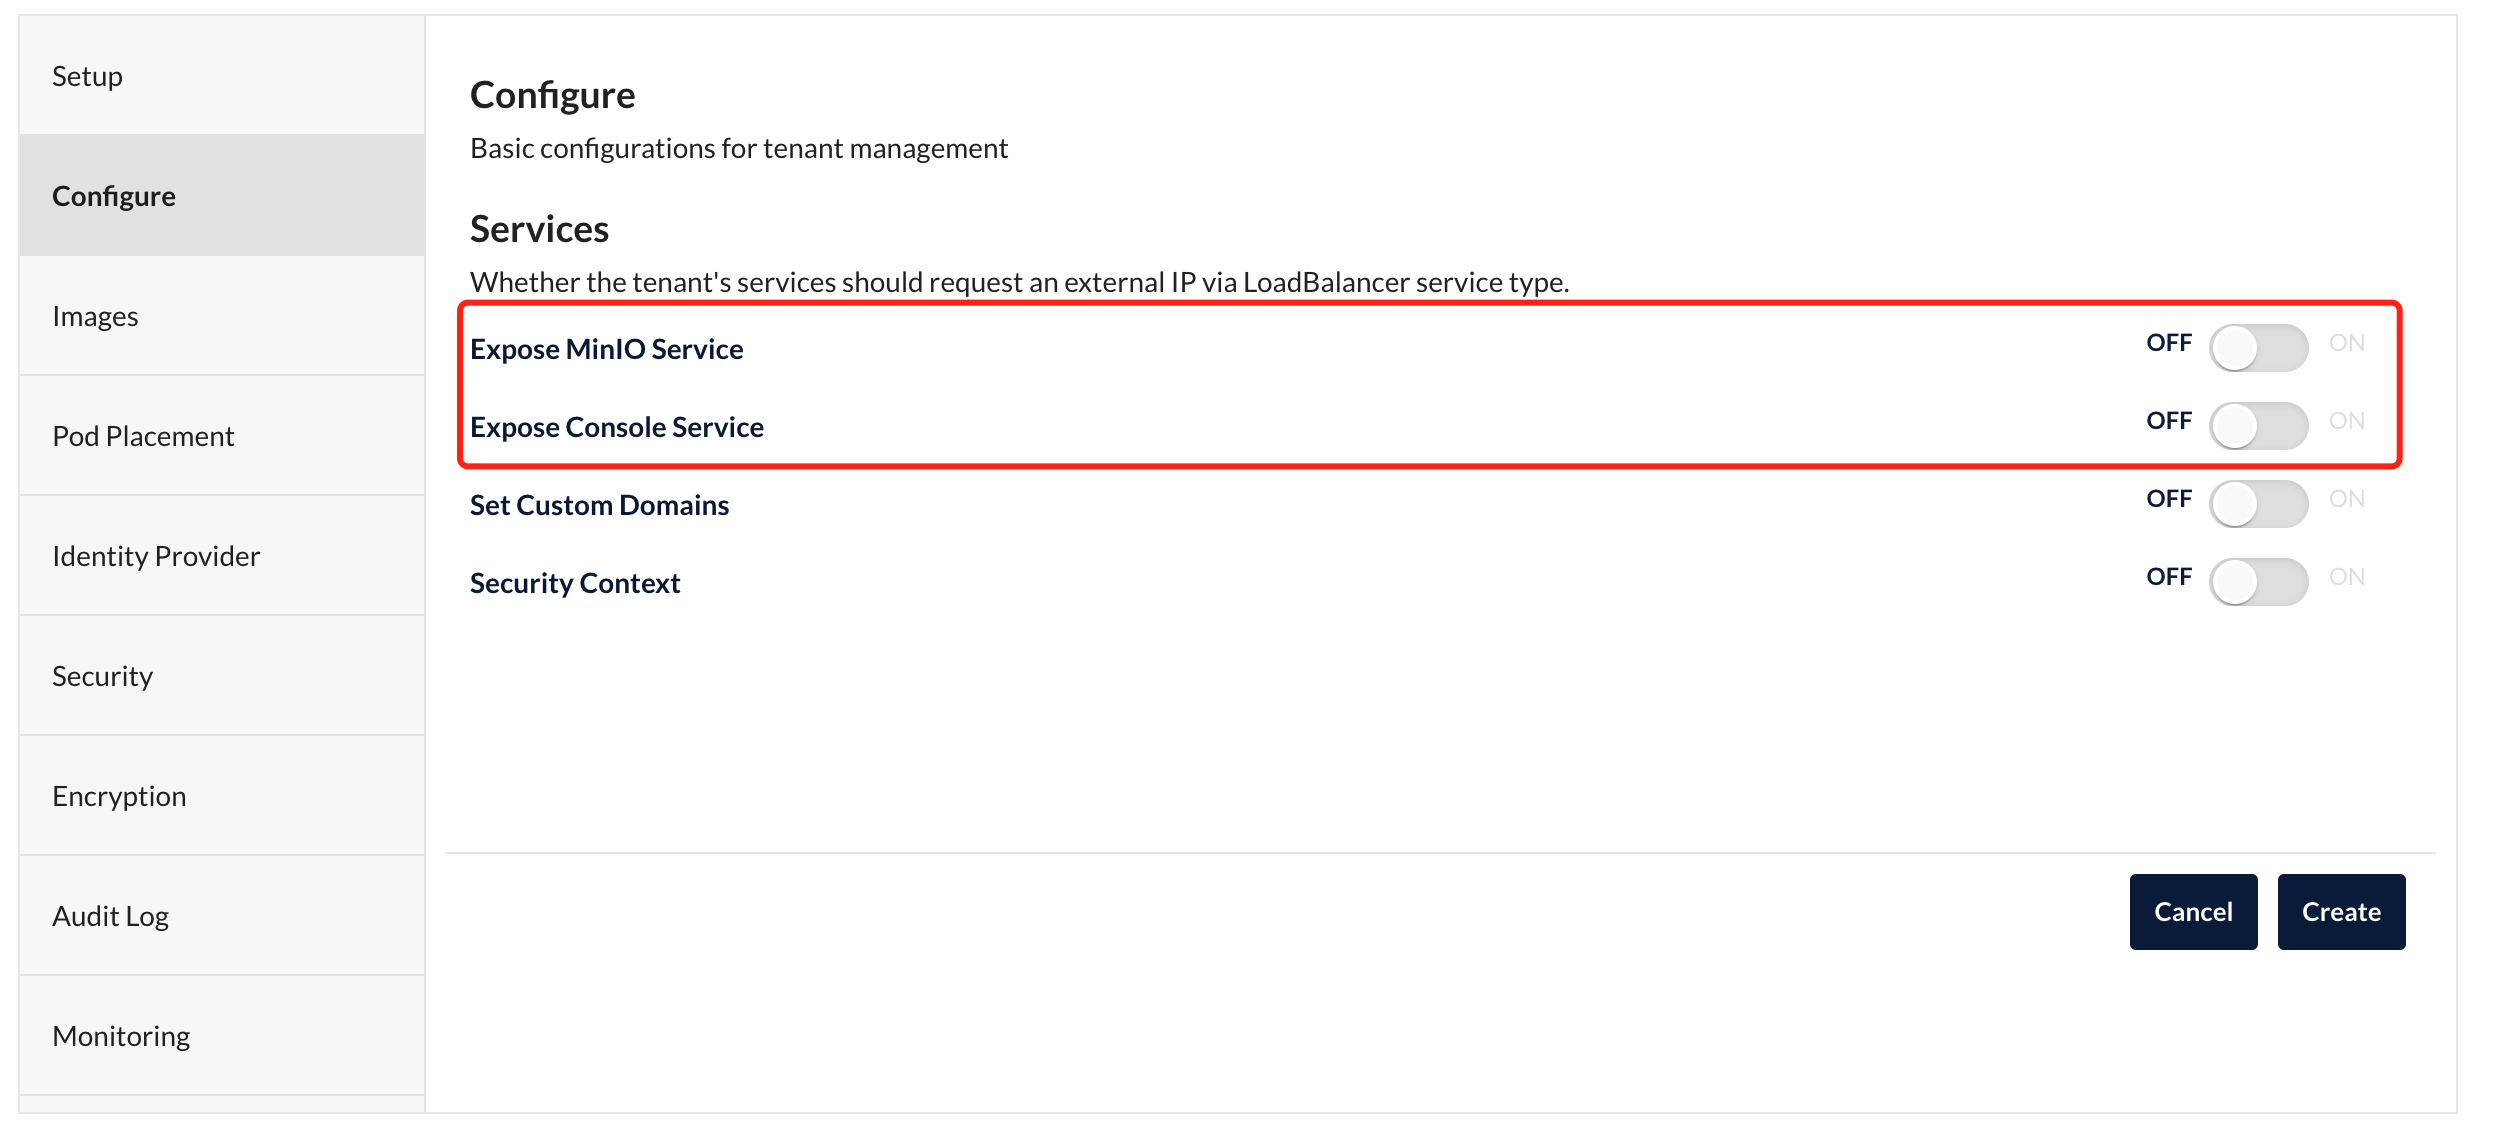 Setup
Configure
Images
Pod Placement
Identity Provider
Security
Encryption
Audit Log
Monitoring
Configure
Basic configurations for tenant management
Services
Whether the tenant's services should request an external IP via LoadBalancer service type.
Expose MinIO Service OFF ON
Expose Console Service OFF ON
Set Custom Domains OFF ON
Security Context OFF ON
Cancel Create